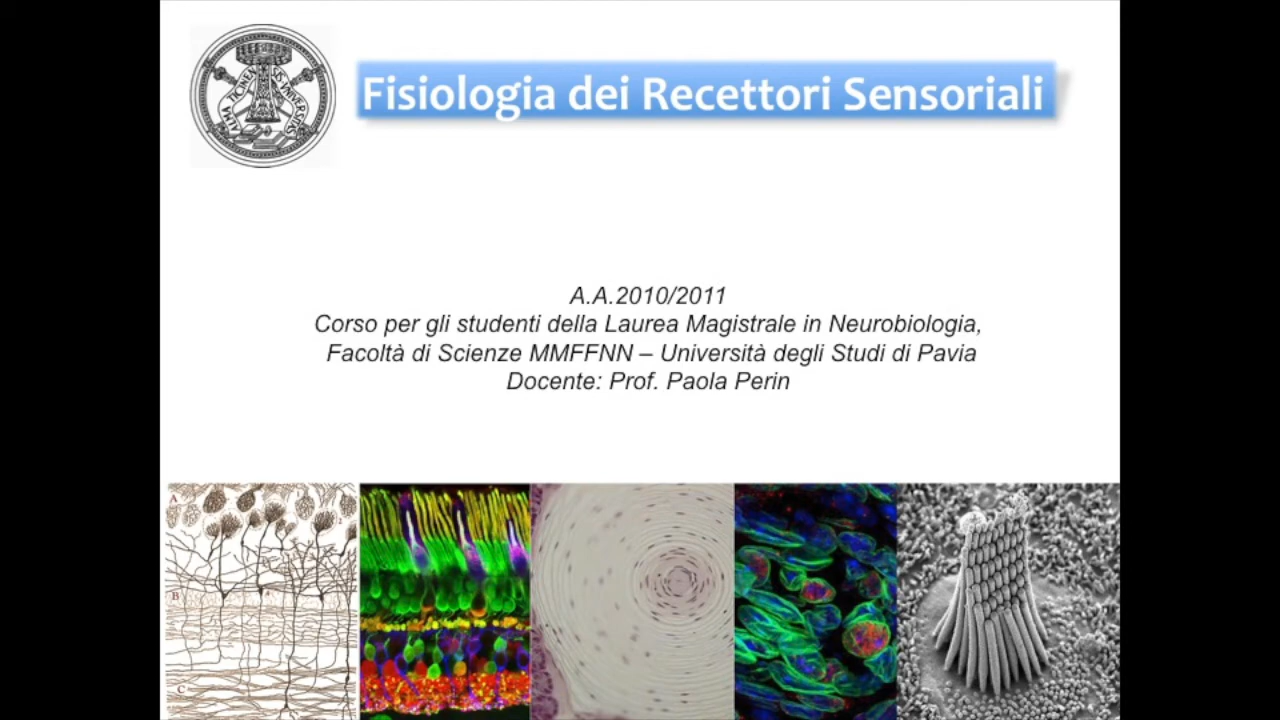 Fisiologia dei Recettori Sensoriali
A.A.2010/2011
Corso per gli studenti della Laurea Magistrale in Neurobiologia,
Facoltà di Scienze MMFFNN – Università degli Studi di Pavia
Docente: Prof. Paola Perin
A
B
a
C